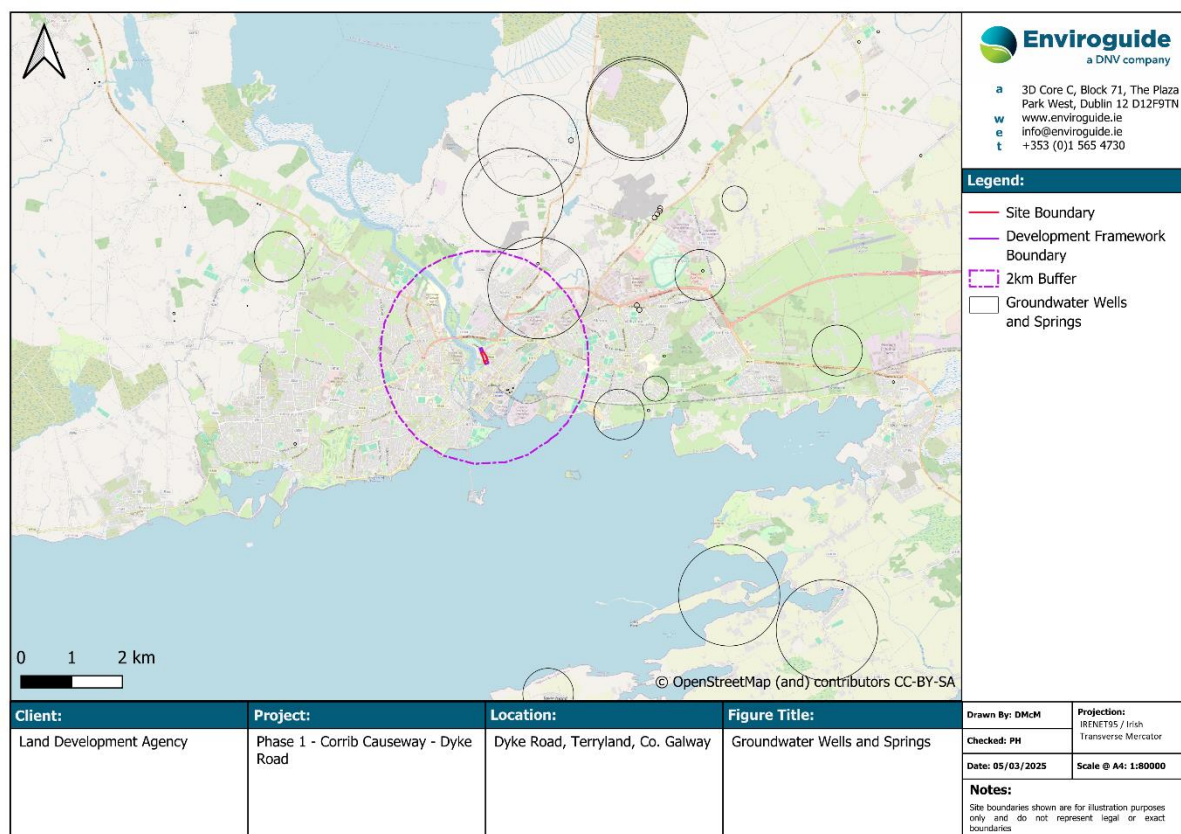 Enviroguide
a DNV company
a 3D Core C, Block 71, The Plaza
Park West, Dublin 12 D12F9TN
w www.enviroguide.ie
e info@enviroguide.ie
t +353 (0)1 565 4730
Legend:
Site Boundary
Development Framework
Boundary
2km Buffer
Groundwater Wells
and Springs
0 1 2 km
© OpenStreetMap (and) contributors CC-BY-SA
Client:
Land Development Agency
Project:
Phase 1 - Corrib Causeway - Dyke
Road
Location:
Dyke Road, Terryland, Co. Galway
Figure Title:
Groundwater Wells and Springs
Drawn By: DMcM
Projection:
IRENET95 / Irish
Transverse Mercator
Checked: PH
Date: 05/03/2025
Scale @ A4: 1:80000
Notes:
Site boundaries shown are for illustration purposes
only and do not represent legal or exact
boundaries